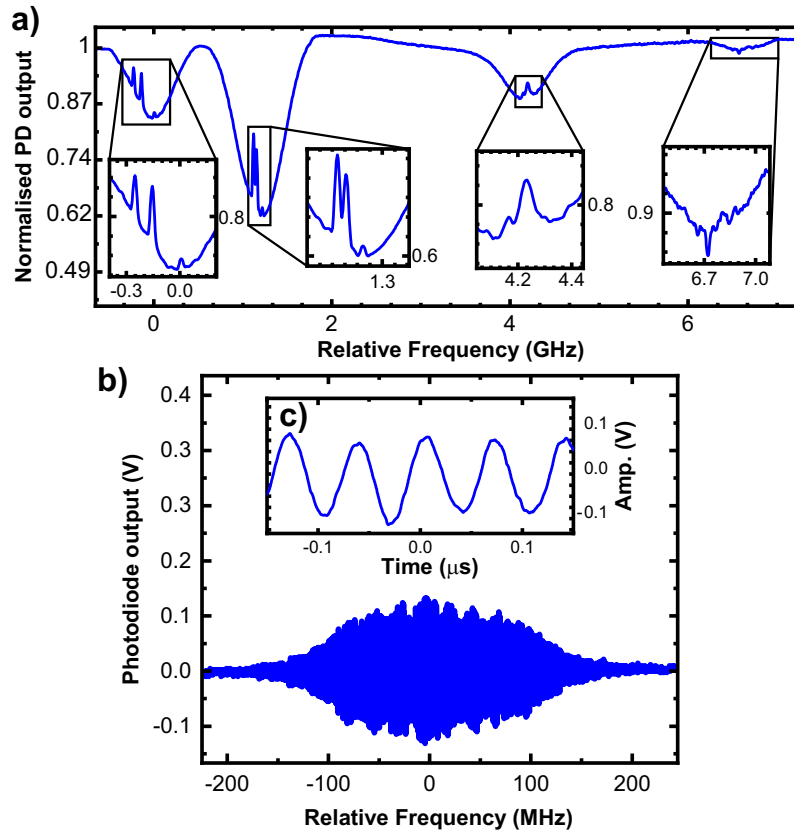 a)
Normalised PD output
1
0.87
0.74
0.62
0.49
0.8
-0.3 0.0
0.6
1.3
0.8
4.2 4.4
0.9
6.7 7.0
0 2 4 6
Relative Frequency (GHz)
b)
Photodiode output (V)
0.4
0.3
0.3
0.2
0.1
0.0
-0.1
c)
0.1
0.0
-0.1
Amp. (V)
-0.1 0.0 0.1
Time (μs)
-200 -100 0 100 200
Relative Frequency (MHz)